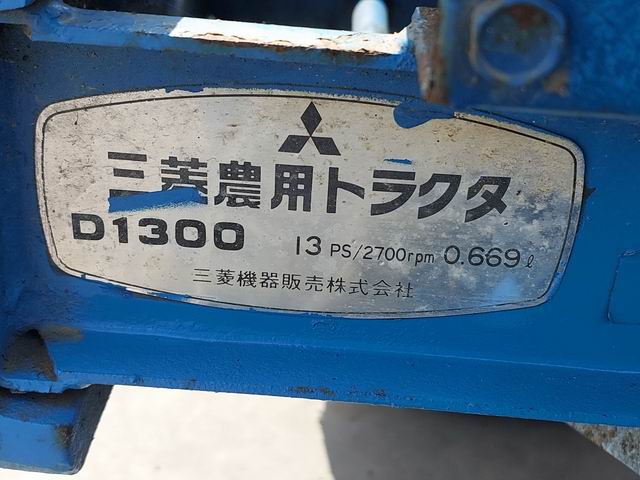 三菱農用トラクタ
D1300 13 PS/2700rpm 0.669ℓ
三菱機器販売株式会社